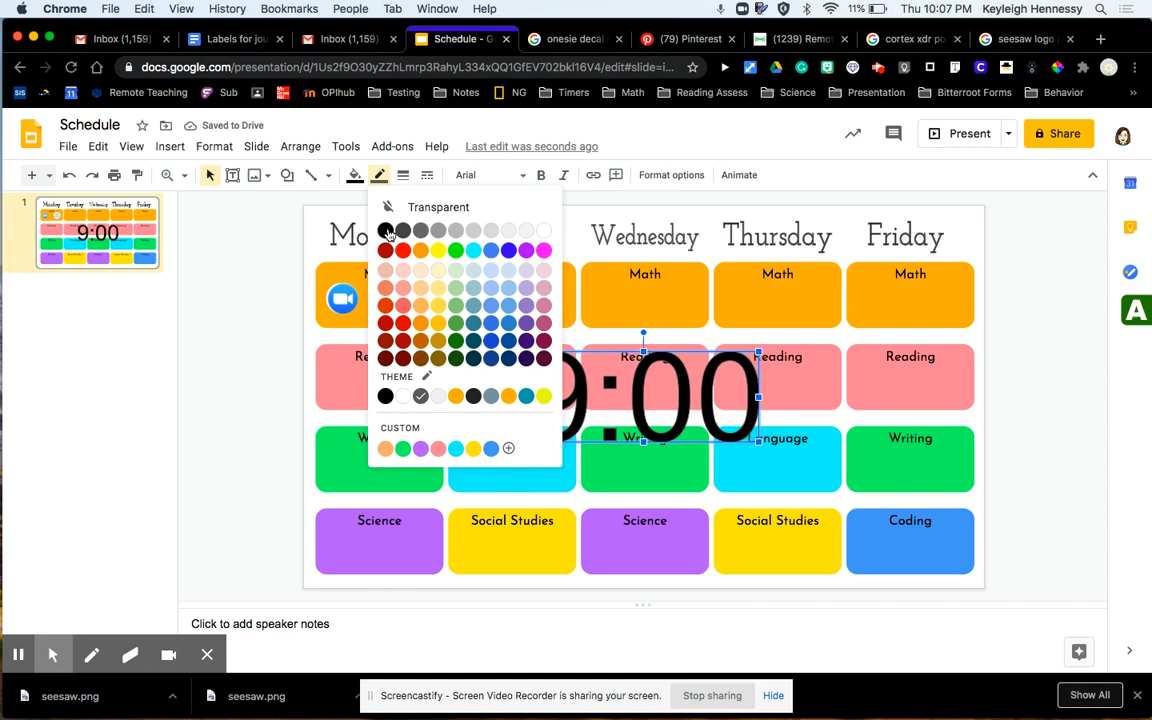 Chrome File Edit View History Bookmarks People Tab Window Help 11% Thu 10:07 PM Keyleigh Hennessy
Inbox (1,159) Labels for jou Inbox (1,159) Schedule - G onesie decal (79) Pinterest (1239) Remo cortex xdr po seesaw logo
docs.google.com/presentation/d/1Us2f9O30yZZhLmrp3RahyL334xQQ1GfEV702bkI16V4/edit#slide=i...
SIS Remote Teaching Sub OPIhub Testing Notes NG Timers Math Reading Assess Science Presentation Bitterroot Forms Behavior
Schedule Saved to Drive
File Edit View Insert Format Slide Arrange Tools Add-ons Help Last edit was seconds ago
Present Share
Arial B I Format options Animate
1
Monday Tuesday Wednesday Thursday Friday
9:00
Transparent
THEME
CUSTOM
Mo Wednesday Thursday Friday
Math Math Math
Re Reading Reading Reading
9:00
W Writing Language Writing
Science Social Studies Science Social Studies Coding
A
Click to add speaker notes
seesaw.png seesaw.png
Screencastify - Screen Video Recorder is sharing your screen. Stop sharing Hide
Show All